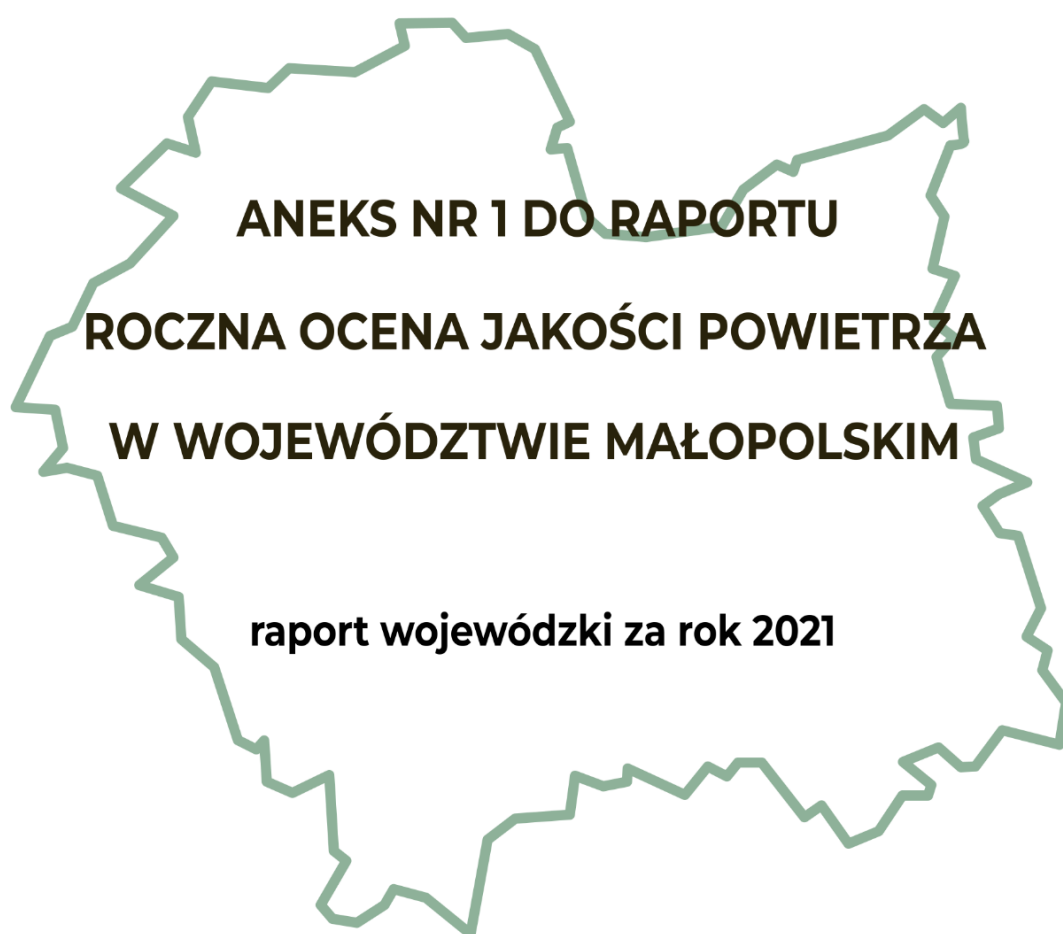 ANEKS NR 1 DO RAPORTU
ROCZNA OCENA JAKOŚCI POWIETRZA
W WOJEWÓDZTWIE MAŁOPOLSKIM
raport wojewódzki za rok 2021